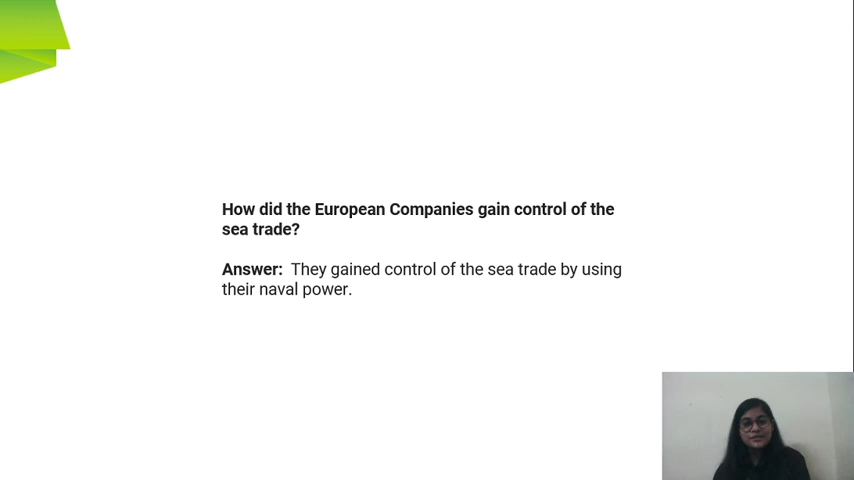 How did the European Companies gain control of the
sea trade?
Answer: They gained control of the sea trade by using
their naval power.